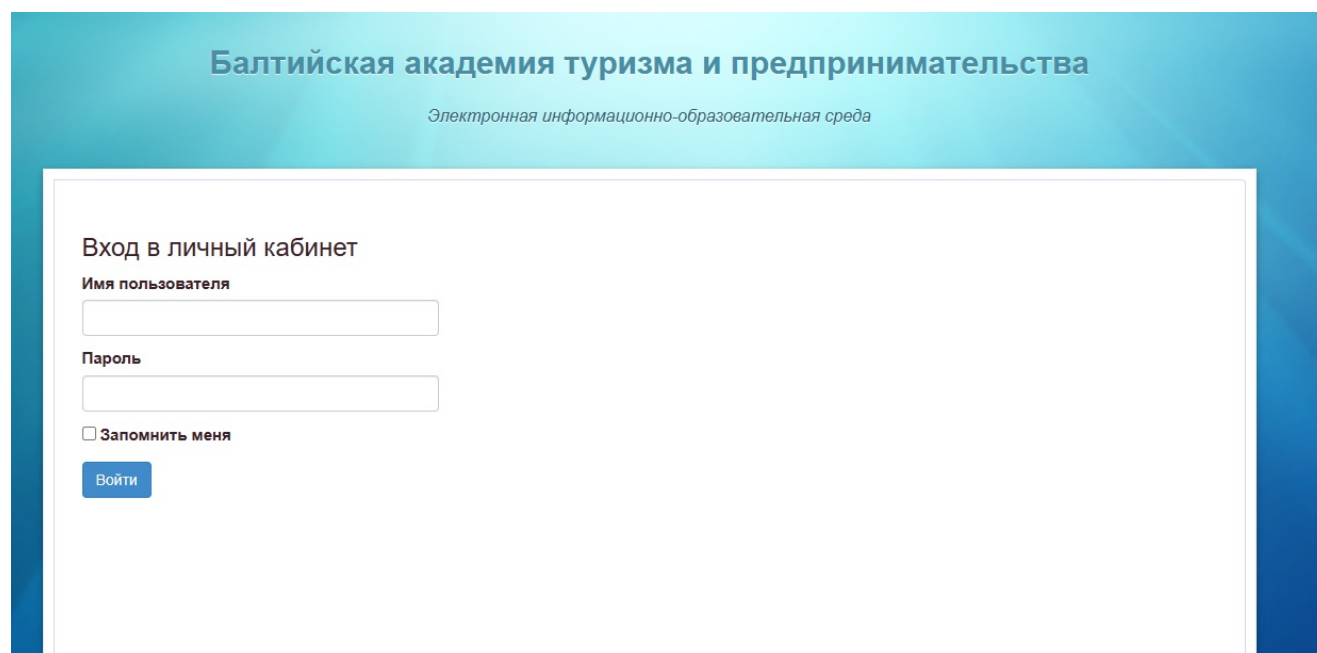 Балтийская академия туризма и предпринимательства
Электронная информационно-образовательная среда
Вход в личный кабинет
Имя пользователя
Пароль
Запомнить меня
Войти